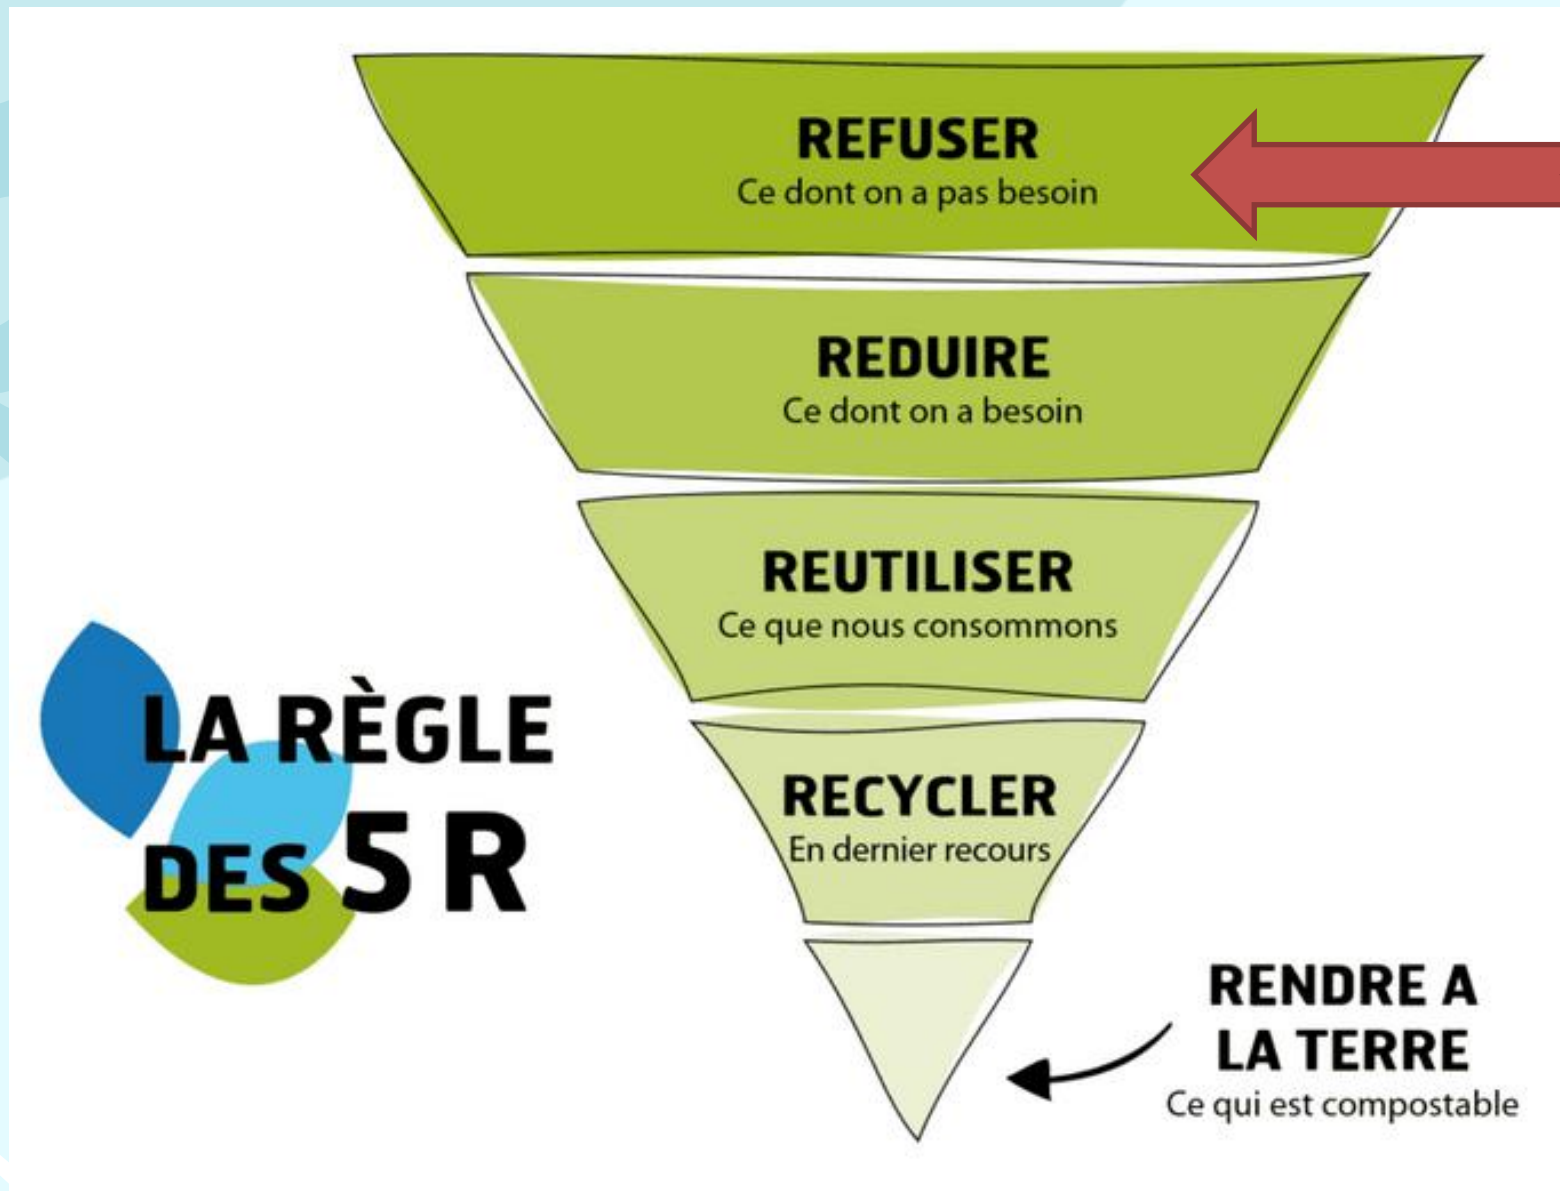 REFUSER
Ce dont on a pas besoin
REDUIRE
Ce dont on a besoin
REUTILISER
Ce que nous consommons
RECYCLER
En dernier recours
RENDRE A
LA TERRE
Ce qui est compostable
LA RÈGLE
DES 5 R